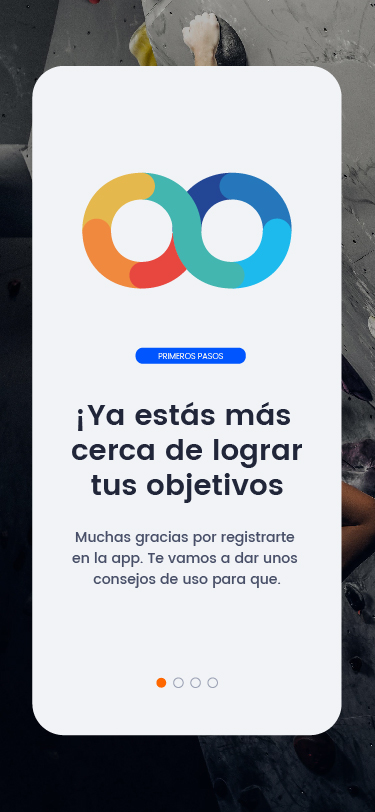 PRIMEROS PASOS
¡Ya estás más
cerca de lograr
tus objetivos
Muchas gracias por registrarte
en la app. Te vamos a dar unos
consejos de uso para que.